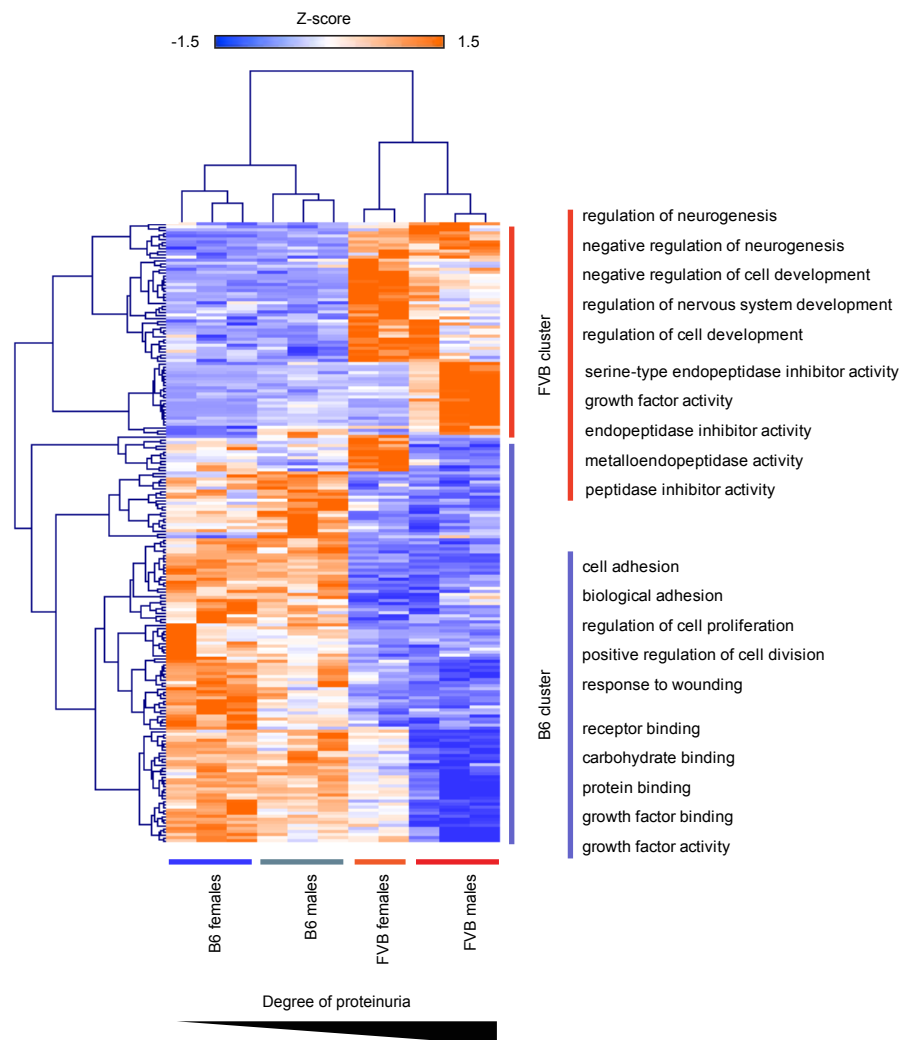 Z-score
-1.5
1.5
FVB cluster
regulation of neurogenesis
negative regulation of neurogenesis
negative regulation of cell development
regulation of nervous system development
regulation of cell development
serine-type endopeptidase inhibitor activity
growth factor activity
endopeptidase inhibitor activity
metalloendopeptidase activity
peptidase inhibitor activity
B6 cluster
cell adhesion
biological adhesion
regulation of cell proliferation
positive regulation of cell division
response to wounding
receptor binding
carbohydrate binding
protein binding
growth factor binding
growth factor activity
B6 females
B6 males
FVB females
FVB males
Degree of proteinuria